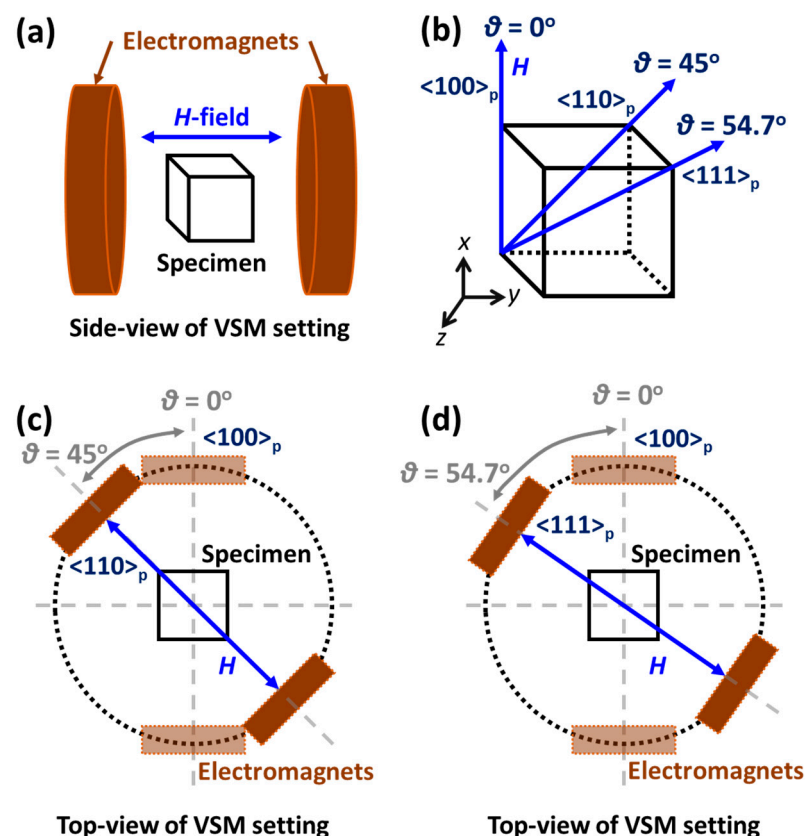 (a)
Electromagnets
H-field
Specimen
Side-view of VSM setting
(b)
ϑ = 0°
H
<100>p
ϑ = 45°
<110>p
ϑ = 54.7°
<111>p
x
y
z
(c)
ϑ = 0°
<100>p
ϑ = 45°
Specimen
<110>p
H
Electromagnets
Top-view of VSM setting
(d)
ϑ = 0°
<100>p
ϑ = 54.7°
<111>p
Specimen
H
Electromagnets
Top-view of VSM setting